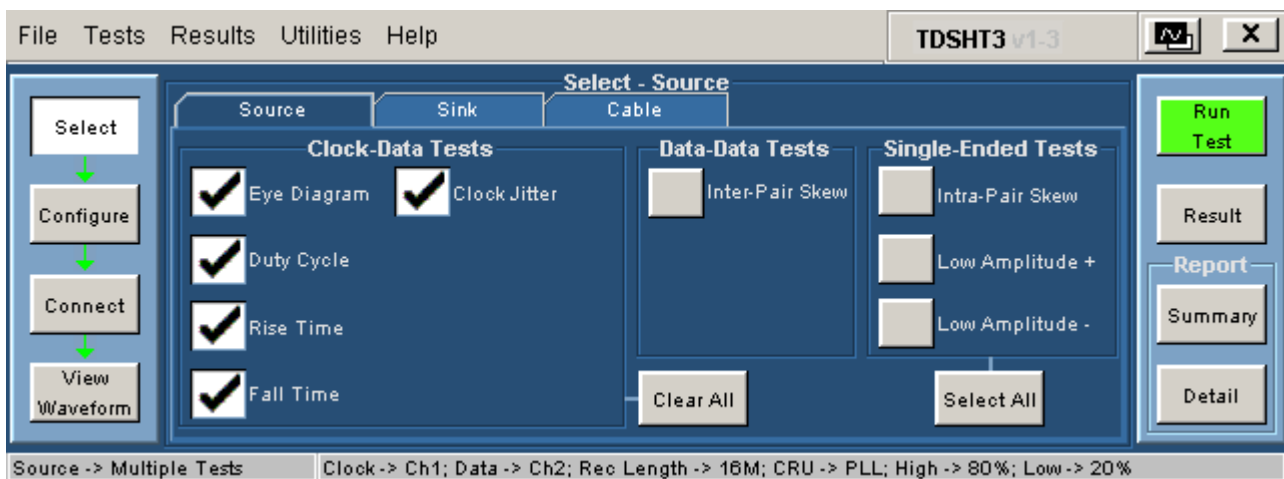 File Tests Results Utilities Help
TDSHT3 v1-3
Select - Source
Select
Configure
Connect
View
Waveform
Source Sink Cable
Clock-Data Tests
Eye Diagram Clock Jitter
Duty Cycle
Rise Time
Fall Time
Data-Data Tests
Inter-Pair Skew
Single-Ended Tests
Intra-Pair Skew
Low Amplitude +
Low Amplitude -
Clear All
Select All
Run
Test
Result
Report
Summary
Detail
Source -> Multiple Tests
Clock -> Ch1; Data -> Ch2; Rec Length -> 16M; CRU -> PLL; High -> 80%; Low -> 20%